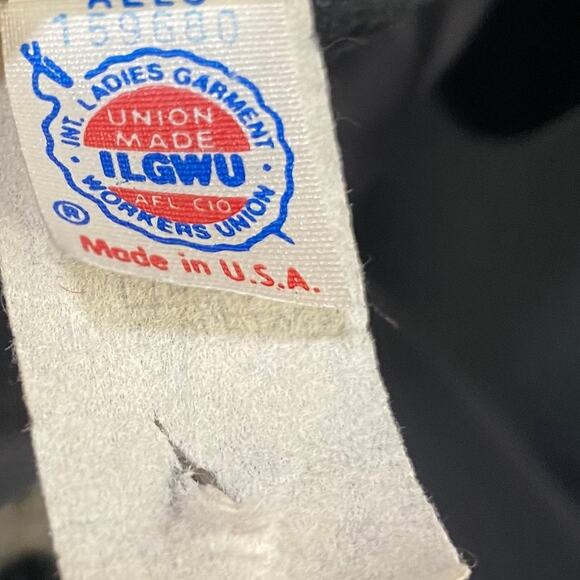 159680
INT. LADIES GARMENT
UNION
MADE
ILGWU
AFL CIO
WORKERS UNION
®
Made in U.S.A.